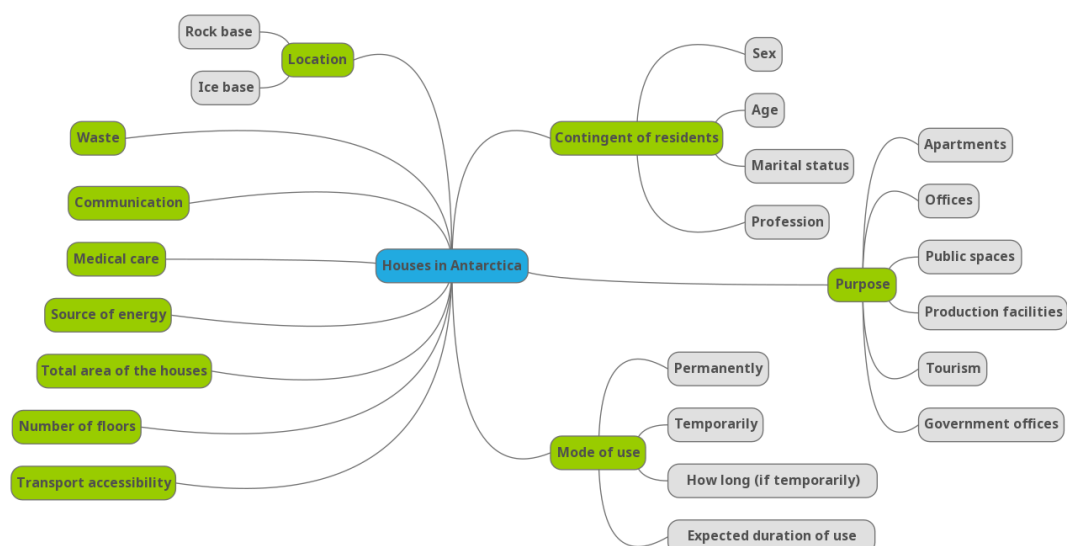 Houses in Antarctica
Location
Rock base
Ice base
Waste
Communication
Medical care
Source of energy
Total area of the houses
Number of floors
Transport accessibility
Contingent of residents
Sex
Age
Marital status
Profession
Purpose
Apartments
Offices
Public spaces
Production facilities
Tourism
Government offices
Mode of use
Permanently
Temporarily
How long (if temporarily)
Expected duration of use